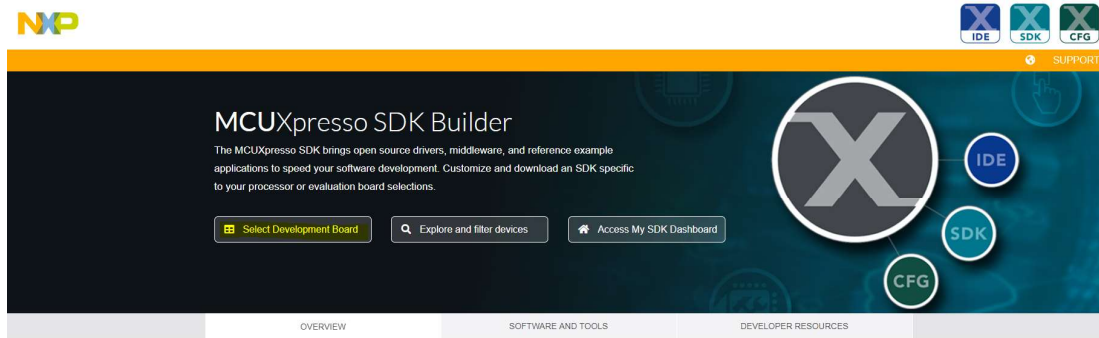 NXP
IDE SDK CFG
SUPPORT
MCUXpresso SDK Builder
The MCUXpresso SDK brings open source drivers, middleware, and reference example
applications to speed your software development. Customize and download an SDK specific
to your processor or evaluation board selections.
Select Development Board Explore and filter devices Access My SDK Dashboard
X
IDE
SDK
CFG
OVERVIEW SOFTWARE AND TOOLS DEVELOPER RESOURCES